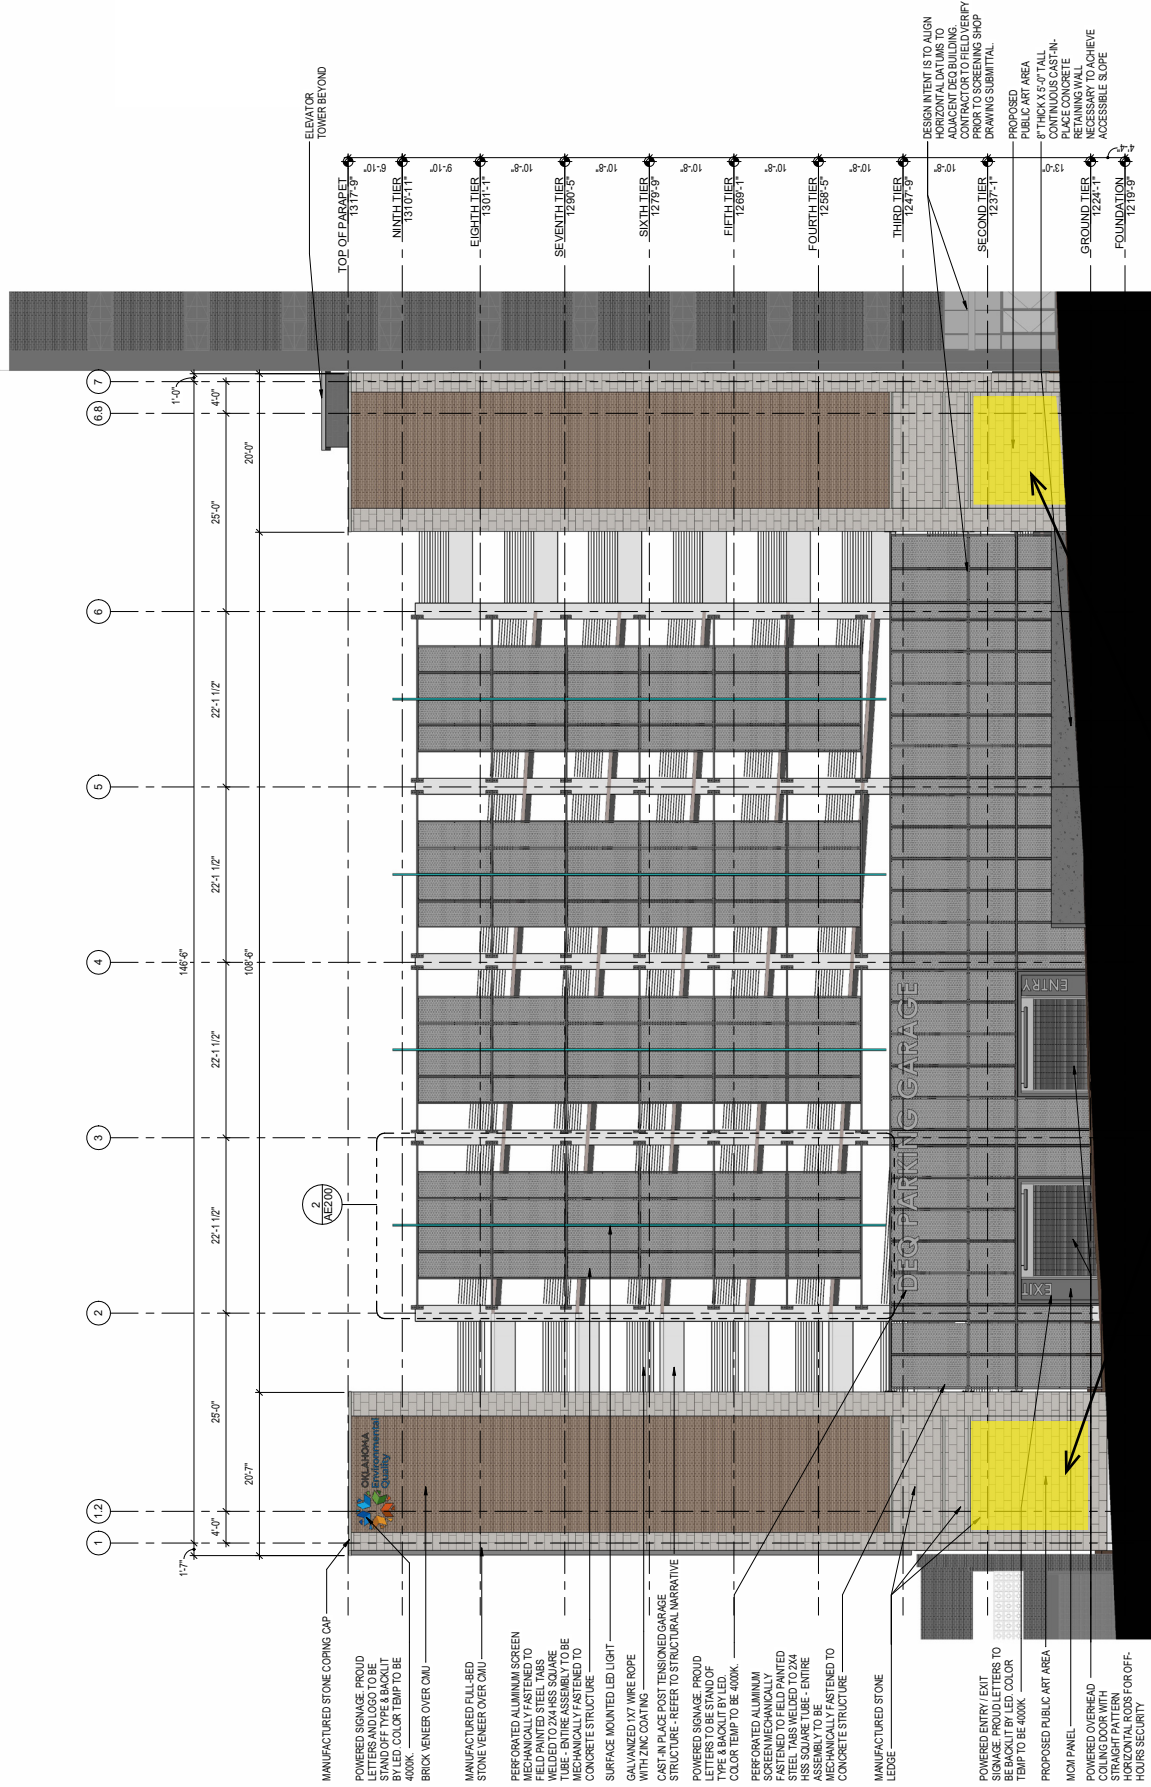 MANUFACTURED STONE COPING CAP
POWERED SIGNAGE. PROUD
LETTERS AND LOGO TO BE
STAND OFF TYPE & BACKLIT
BY LED. COLOR TEMP TO BE
4000K.
BRICK VENEER OVER CMU
MANUFACTURED FULL-BED
STONE VENEER OVER CMU
PERFORATED ALUMINUM SCREEN
MECHANICALLY FASTENED TO
FIELD PAINTED STEEL TABS
WELDED TO 2X4 HSS SQUARE
TUBE - ENTIRE ASSEMBLY TO BE
MECHANICALLY FASTENED TO
CONCRETE STRUCTURE
SURFACE MOUNTED LED LIGHT
GALVANIZED 1X7 WIRE ROPE
WITH ZINC COATING
CAST-IN PLACE POST TENSIONED GARAGE
STRUCTURE - REFER TO STRUCTURAL NARRATIVE
POWERED SIGNAGE. PROUD
LETTERS TO BE STAND OF
TYPE & BACKLIT BY LED.
COLOR TEMP TO BE 4000K.
PERFORATED ALUMINUM
SCREEN MECHANICALLY
FASTENED TO FIELD PAINTED
STEEL TABS WELDED TO 2X4
HSS SQUARE TUBE - ENTIRE
ASSEMBLY TO BE
MECHANICALLY FASTENED TO
CONCRETE STRUCTURE
MANUFACTURED STONE
LEDGE
POWERED ENTRY / EXIT
SIGNAGE. PROUD LETTERS TO
BE BACKLIT BY LED. COLOR
TEMP TO BE 4000K
PROPOSED PUBLIC ART AREA
MCM PANEL
POWERED OVERHEAD
COILING DOOR WITH
STRAIGHT PATTERN
HORIZONTAL RODS FOR OFF-
HOURS SECURITY
1
1.2
2
3
4
5
6
6.8
7
1'-7"
146'-6"
1'-0"
4'-0"
25'-0"
22'-1 1/2"
22'-1 1/2"
22'-1 1/2"
22'-1 1/2"
25'-0"
4'-0"
20'-7"
108'-6"
20'-0"
2
AE200
OKLAHOMA
Environmental
Quality
DEQ PARKING GARAGE
EXIT
ENTRY
ELEVATOR
TOWER BEYOND
TOP OF PARAPET
1317'-9"
6'-10"
NINTH TIER
1310'-11"
9'-10"
EIGHTH TIER
1301'-1"
10'-8"
SEVENTH TIER
1290'-5"
10'-8"
SIXTH TIER
1279'-9"
10'-8"
FIFTH TIER
1269'-1"
10'-8"
FOURTH TIER
1258'-5"
10'-8"
THIRD TIER
1247'-9"
10'-8"
SECOND TIER
1237'-1"
13'-0"
GROUND TIER
1224'-1"
4'-4"
FOUNDATION
1219'-9"
DESIGN INTENT IS TO ALIGN
HORIZONTAL DATUMS TO
ADJACENT DEQ BUILDING.
CONTRACTOR TO FIELD VERIFY
PRIOR TO SCREENING SHOP
DRAWING SUBMITTAL.
PROPOSED
PUBLIC ART AREA
8" THICK X 5'-0" TALL
CONTINUOUS CAST-IN-
PLACE CONCRETE
RETAINING WALL
NECESSARY TO ACHIEVE
ACCESSIBLE SLOPE